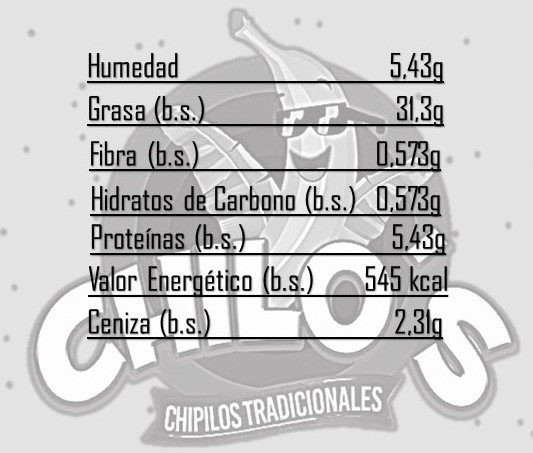 Humedad 5,43g
Grasa (b.s.) 31,3g
Fibra (b.s.) 0,573g
Hidratos de Carbono (b.s.) 0,573g
Proteínas (b.s.) 5,43g
Valor Energético (b.s.) 545 kcal
Ceniza (b.s.) 2,31g
CHILO'S
CHIPILOS TRADICIONALES